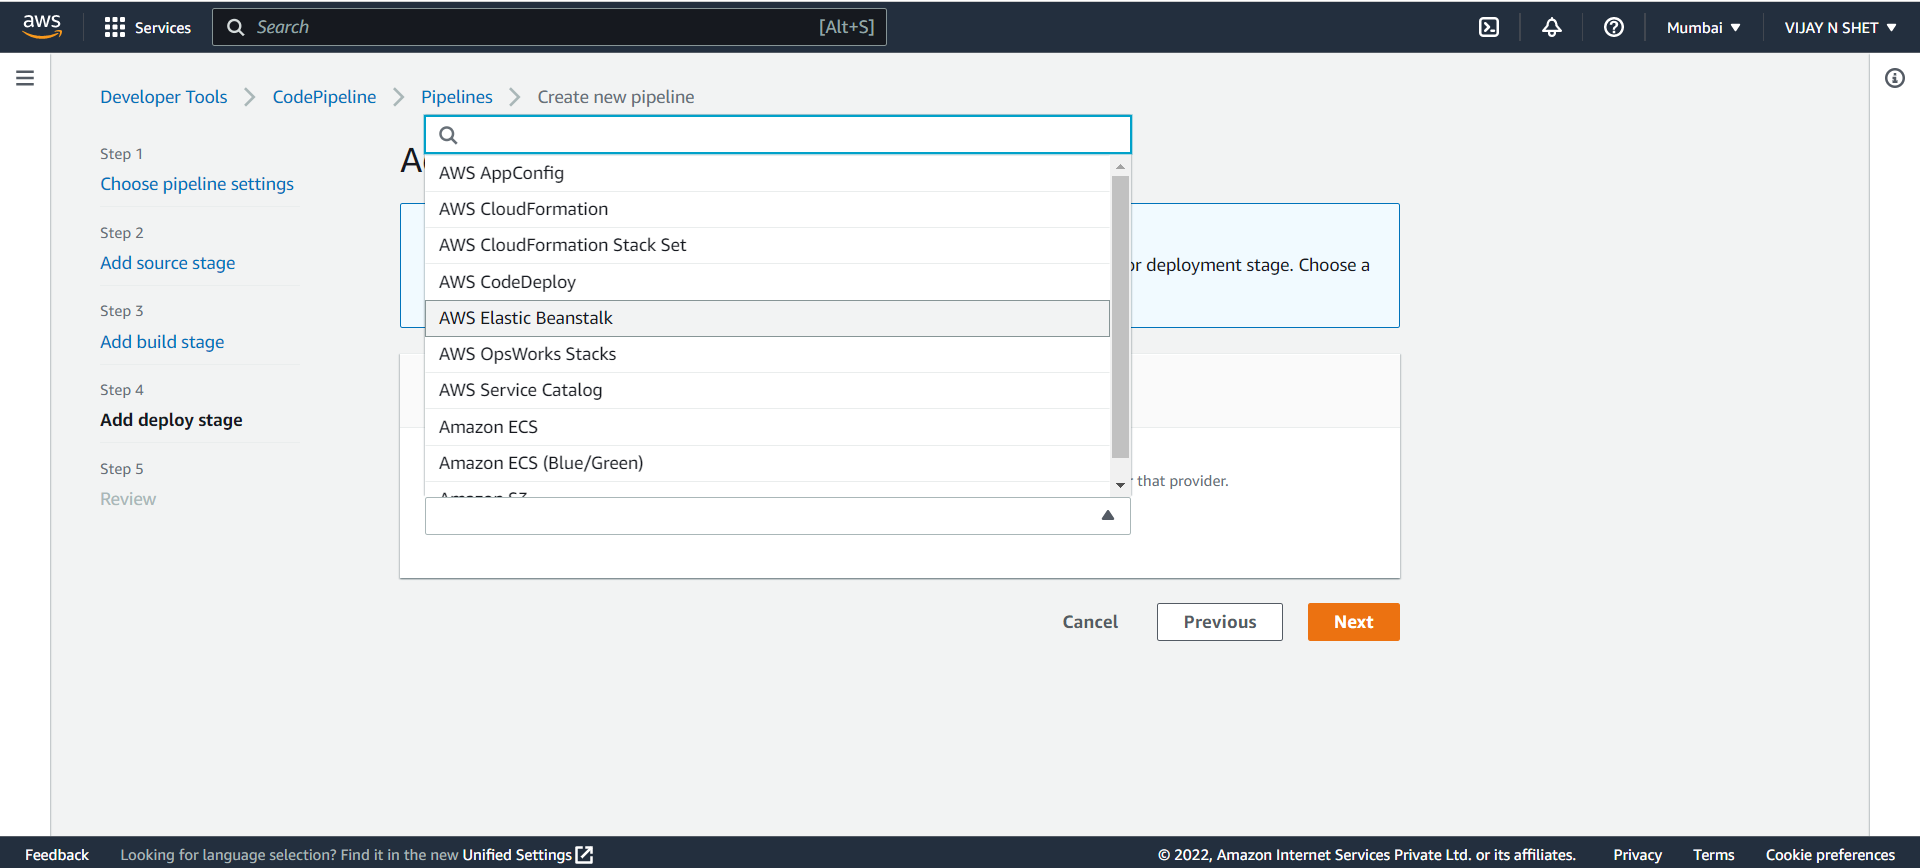 aws Services Search [Alt+S] Mumbai VIJAY N SHET
Developer Tools CodePipeline Pipelines Create new pipeline
Step 1
Choose pipeline settings
Step 2
Add source stage
Step 3
Add build stage
Step 4
Add deploy stage
Step 5
Review
AWS AppConfig
AWS CloudFormation
AWS CloudFormation Stack Set
AWS CodeDeploy
AWS Elastic Beanstalk
AWS OpsWorks Stacks
AWS Service Catalog
Amazon ECS
Amazon ECS (Blue/Green)
Amazon S3
or deployment stage. Choose a
that provider.
Cancel Previous Next
Feedback Looking for language selection? Find it in the new Unified Settings © 2022, Amazon Internet Services Private Ltd. or its affiliates. Privacy Terms Cookie preferences